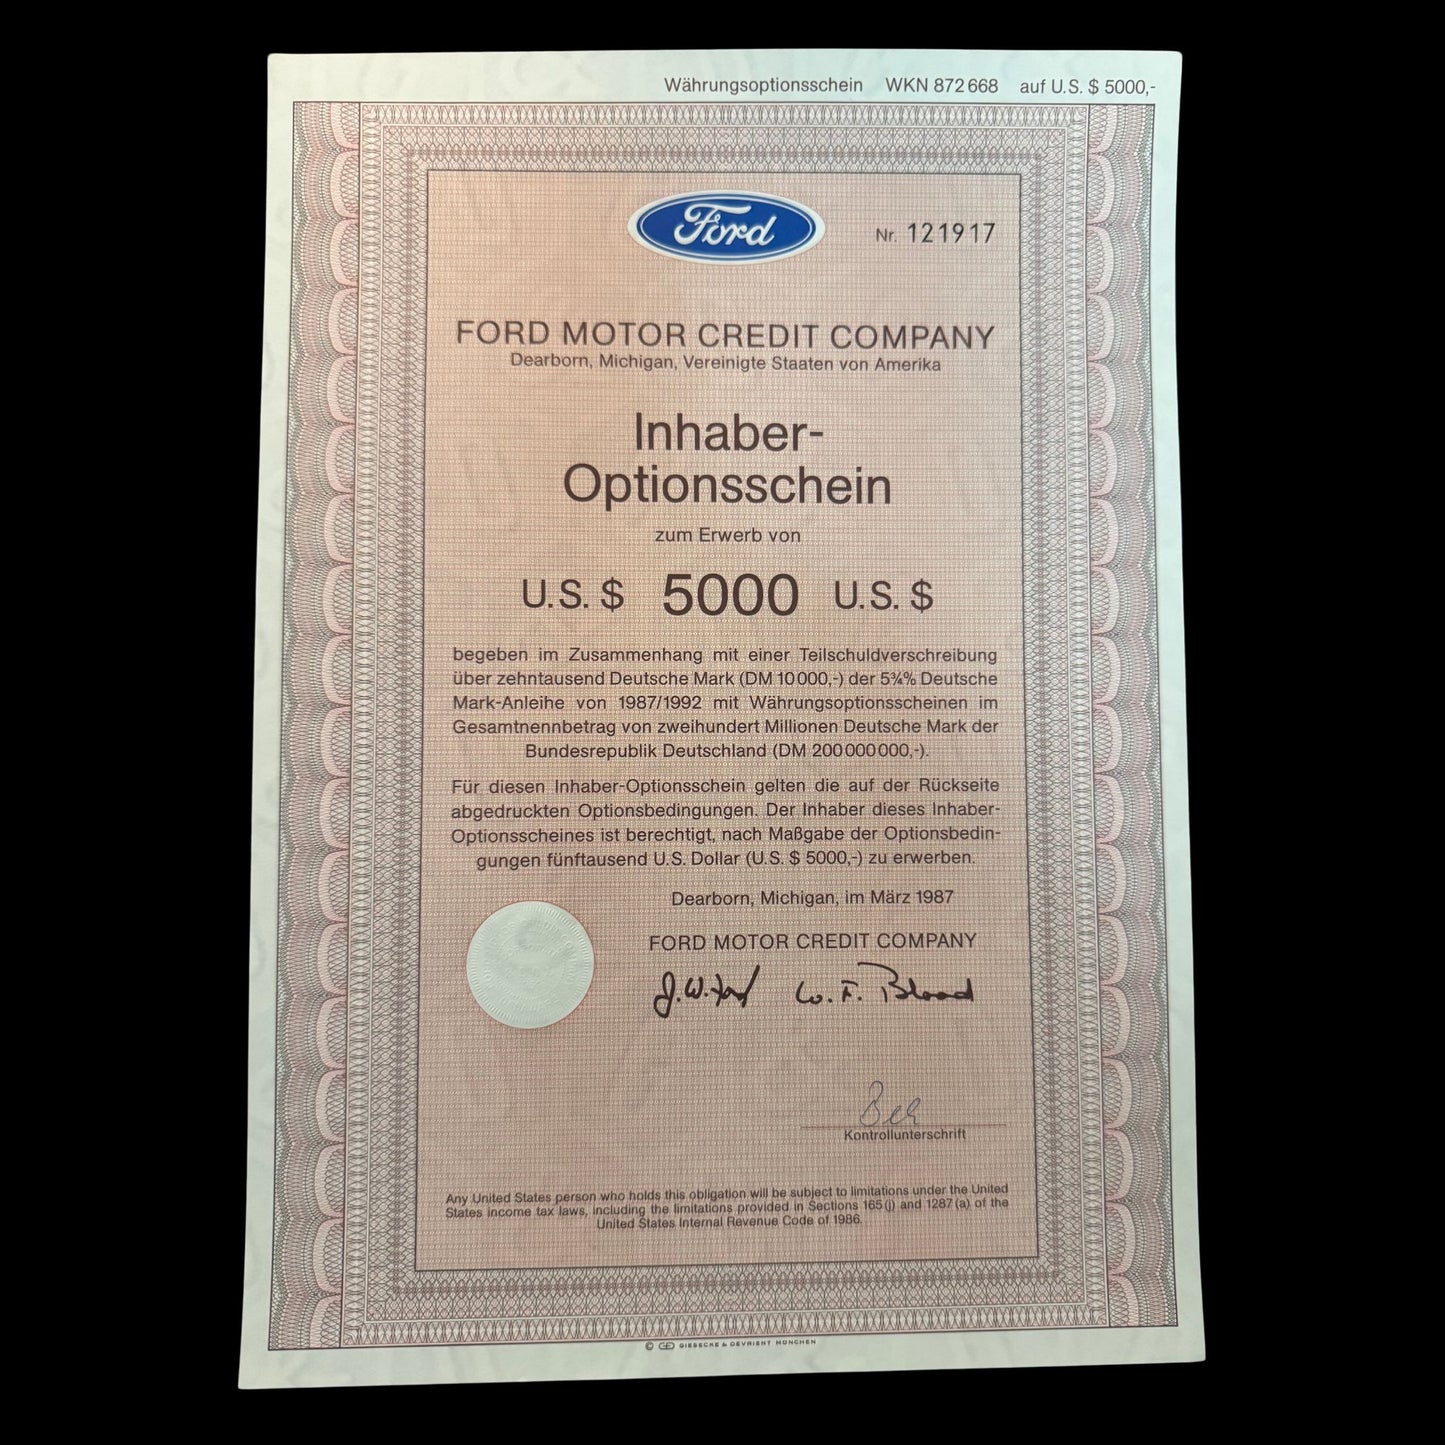 Währungsoptionsschein WKN 872 668 auf U.S. $ 5000,-
Ford
Nr. 121917
FORD MOTOR CREDIT COMPANY
Dearborn, Michigan, Vereinigte Staaten von Amerika
Inhaber-
Optionsschein
zum Erwerb von
U.S. $ 5000 U.S. $
begeben im Zusammenhang mit einer Teilschuldverschreibung
über zehntausend Deutsche Mark (DM 10 000,-) der 5¾% Deutsche
Mark-Anleihe von 1987/1992 mit Währungsoptionsscheinen im
Gesamtnennbetrag von zweihundert Millionen Deutsche Mark der
Bundesrepublik Deutschland (DM 200 000 000,-).
Für diesen Inhaber-Optionsschein gelten die auf der Rückseite
abgedruckten Optionsbedingungen. Der Inhaber dieses Inhaber-
Optionsscheines ist berechtigt, nach Maßgabe der Optionsbedin-
gungen fünftausend U.S. Dollar (U.S. $ 5000,-) zu erwerben.
Dearborn, Michigan, im März 1987
FORD MOTOR CREDIT COMPANY
J.W. Ford W. F. Blood
Kontrollunterschrift
Any United States person who holds this obligation will be subject to limitations under the United
States income tax laws, including the limitations provided in Sections 165 (j) and 1287 (a) of the
United States Internal Revenue Code of 1986.
© GD GIESECKE & DEVRIENT MÜNCHEN